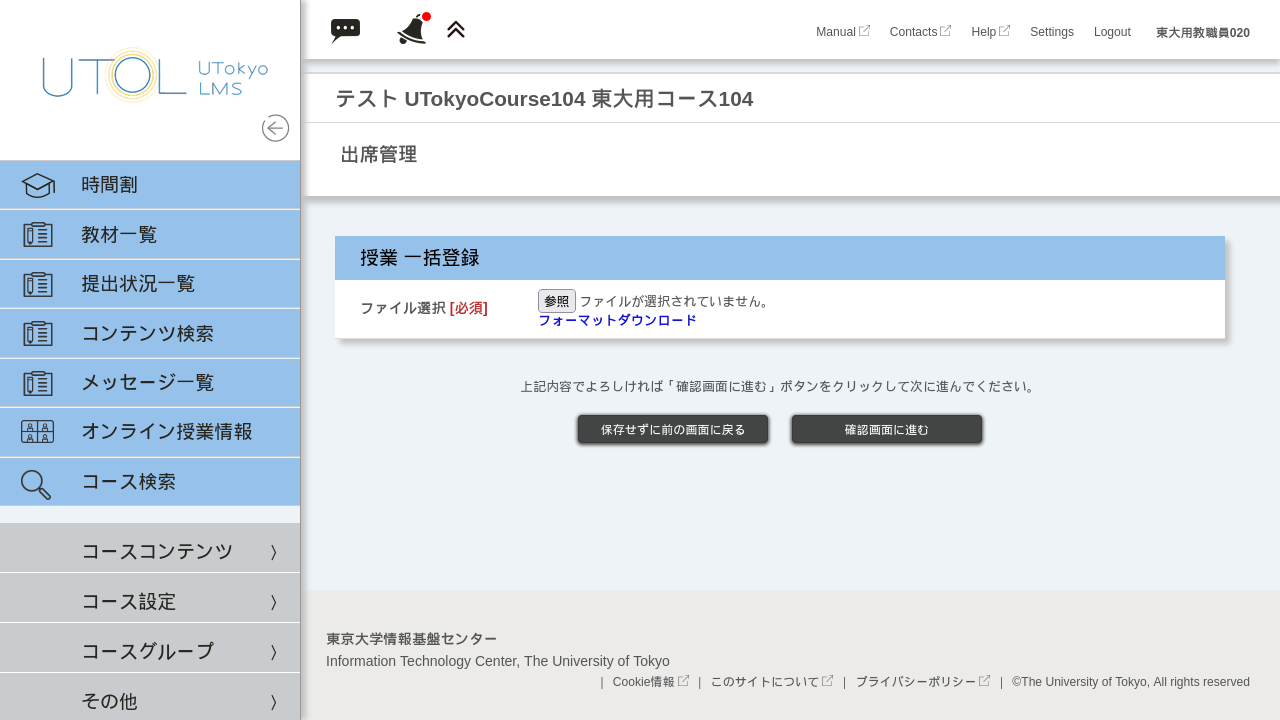 UTOL UTokyo LMS
Manual Contacts Help Settings Logout 東大用教職員020
テスト UTokyoCourse104 東大用コース104
出席管理
時間割
教材一覧
提出状況一覧
コンテンツ検索
メッセージ一覧
オンライン授業情報
コース検索
コースコンテンツ 〉
コース設定 〉
コースグループ 〉
その他 〉
授業 一括登録
ファイル選択 [必須] 参照 ファイルが選択されていません。
フォーマットダウンロード
上記内容でよろしければ「確認画面に進む」ボタンをクリックして次に進んでください。
保存せずに前の画面に戻る 確認画面に進む
東京大学情報基盤センター
Information Technology Center, The University of Tokyo
| Cookie情報 | このサイトについて | プライバシーポリシー | ©The University of Tokyo, All rights reserved